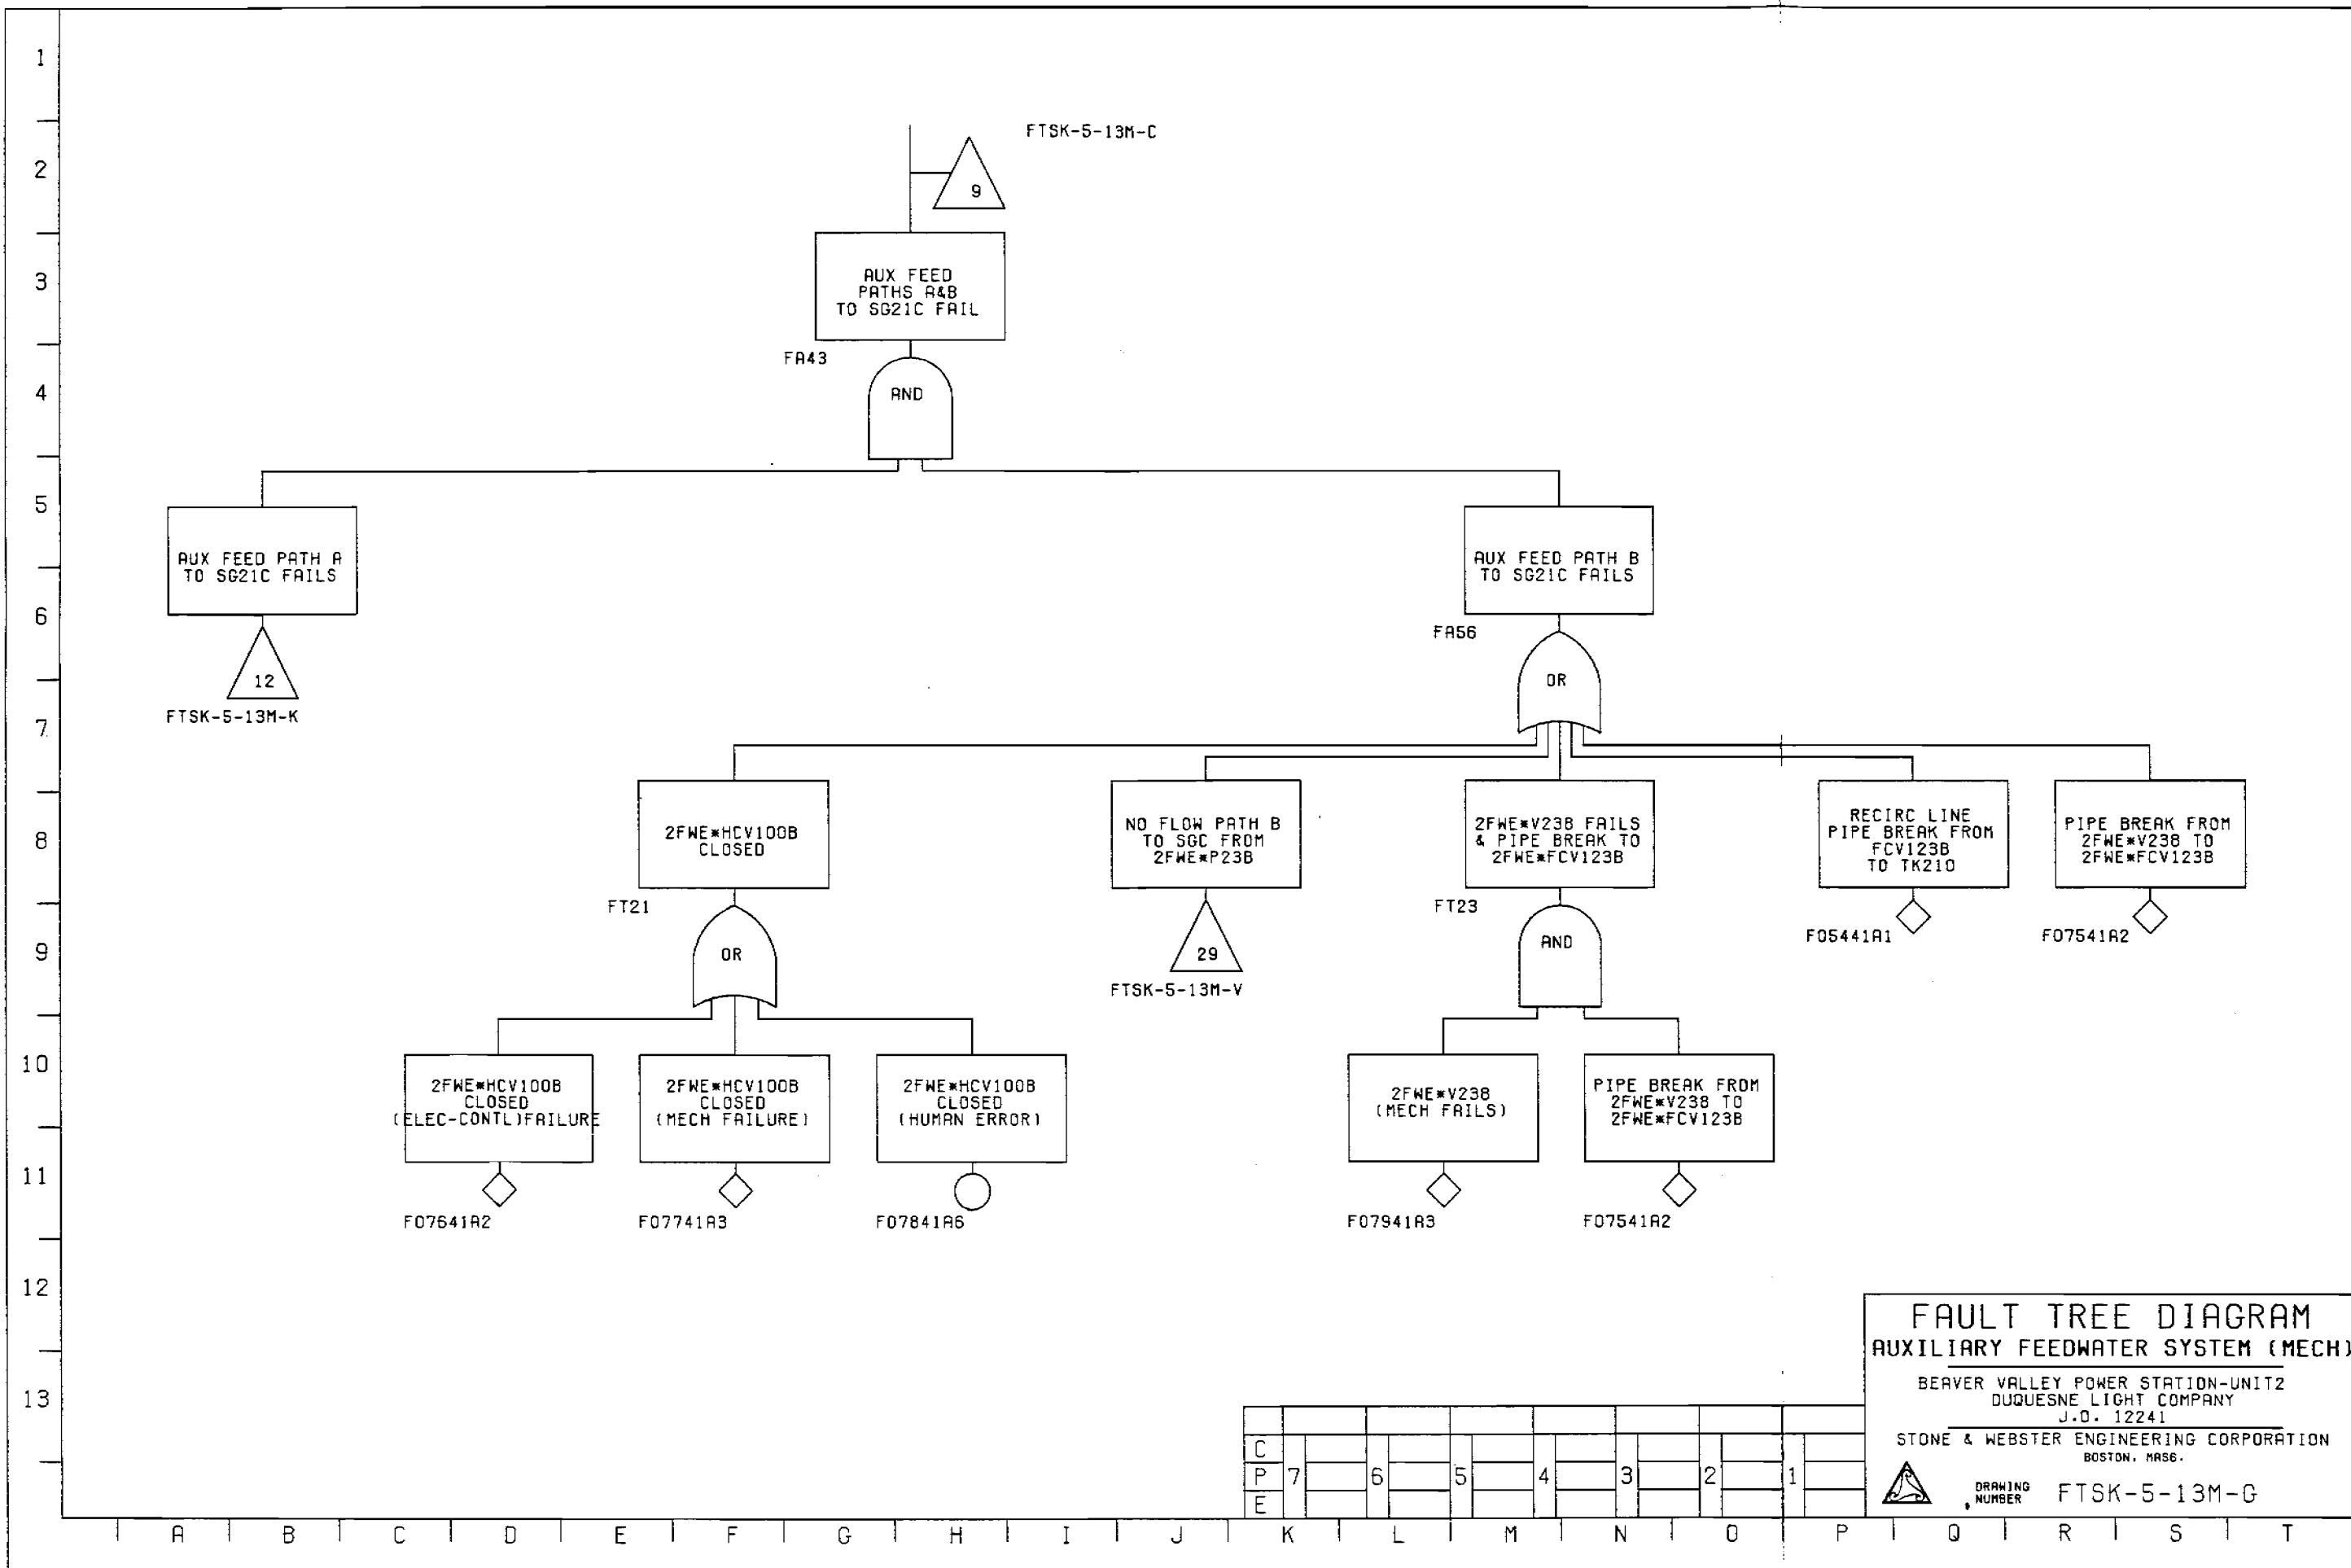 1
2
3
4
5
6
7
8
9
10
11
12
13
FTSK-5-13M-C
9
AUX FEED
PATHS A&B
TO SG21C FAIL
FA43
AND
AUX FEED PATH A
TO SG21C FAILS
12
FTSK-5-13M-K
AUX FEED PATH B
TO SG21C FAILS
FA56
OR
2FWE*HCV100B
CLOSED
FT21
OR
NO FLOW PATH B
TO SGC FROM
2FWE*P23B
29
FTSK-5-13M-V
2FWE*V238 FAILS
& PIPE BREAK TO
2FWE*FCV123B
FT23
AND
RECIRC LINE
PIPE BREAK FROM
FCV123B
TO TK210
F05441A1
PIPE BREAK FROM
2FWE*V238 TO
2FWE*FCV123B
F07541A2
2FWE*HCV100B
CLOSED
(ELEC-CONTL)FAILURE
F07641A2
2FWE*HCV100B
CLOSED
(MECH FAILURE)
F07741A3
2FWE*HCV100B
CLOSED
(HUMAN ERROR)
F07841A6
2FWE*V238
(MECH FAILS)
F07941A3
PIPE BREAK FROM
2FWE*V238 TO
2FWE*FCV123B
F07541A2
FAULT TREE DIAGRAM
AUXILIARY FEEDWATER SYSTEM (MECH)
BEAVER VALLEY POWER STATION-UNIT2
DUQUESNE LIGHT COMPANY
J.O. 12241
STONE & WEBSTER ENGINEERING CORPORATION
BOSTON, MASS.
DRAWING
NUMBER FTSK-5-13M-G
C
P 7 6 5 4 3 2 1
E
A B C D E F G H I J K L M N O P Q R S T